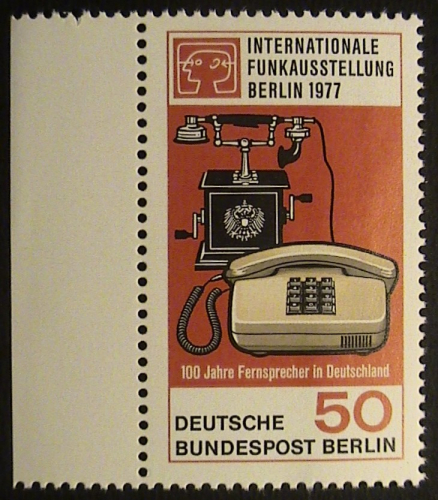 INTERNATIONALE
FUNKAUSSTELLUNG
BERLIN 1977
100 Jahre Fernsprecher in Deutschland
DEUTSCHE 50
BUNDESPOST BERLIN